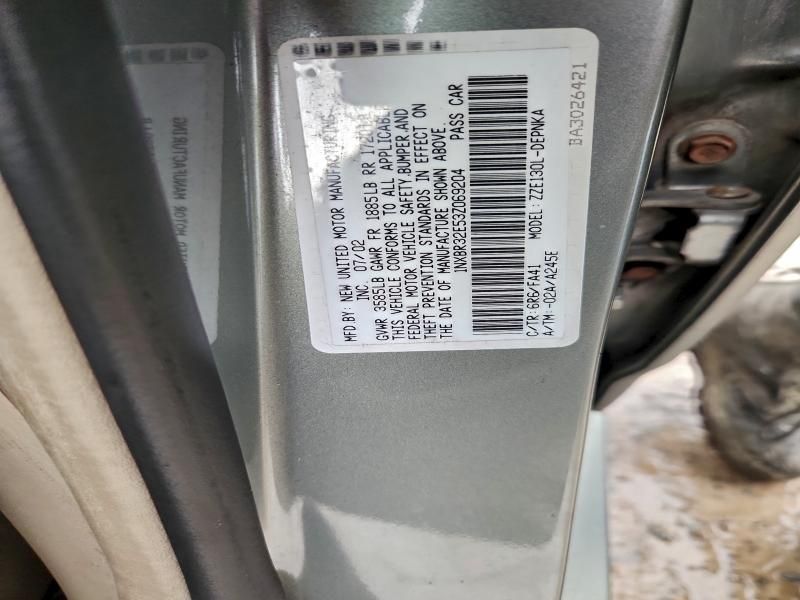 MFD.BY: NEW UNITED MOTOR MANUFACTURING
INC. 07/02
GVWR 3585LB GAWR FR 1885LB RR
THIS VEHICLE CONFORMS TO ALL APPLICABLE
FEDERAL MOTOR VEHICLE SAFETY,BUMPER,AND
THEFT PREVENTION STANDARDS IN EFFECT ON
THE DATE OF MANUFACTURE SHOWN ABOVE.
1NXBR32E53Z069204 PASS CAR
C/TR:6R6/FA41 MODEL:ZZE130L-DEPNKA
A/TM:-02A/A245E
BA3026421